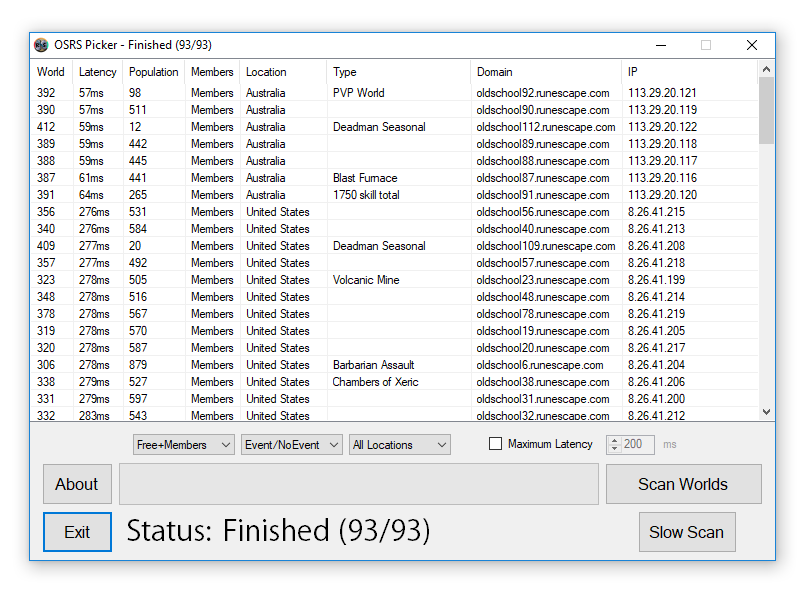 OSRS Picker - Finished (93/93)
World Latency Population Members Location Type Domain IP
392 57ms 98 Members Australia PVP World oldschool92.runescape.com 113.29.20.121
390 57ms 511 Members Australia oldschool90.runescape.com 113.29.20.119
412 59ms 12 Members Australia Deadman Seasonal oldschool112.runescape.com 113.29.20.122
389 59ms 442 Members Australia oldschool89.runescape.com 113.29.20.118
388 59ms 445 Members Australia oldschool88.runescape.com 113.29.20.117
387 61ms 441 Members Australia Blast Furnace oldschool87.runescape.com 113.29.20.116
391 64ms 265 Members Australia 1750 skill total oldschool91.runescape.com 113.29.20.120
356 276ms 531 Members United States oldschool56.runescape.com 8.26.41.215
340 276ms 584 Members United States oldschool40.runescape.com 8.26.41.213
409 277ms 20 Members United States Deadman Seasonal oldschool109.runescape.com 8.26.41.208
357 277ms 492 Members United States oldschool57.runescape.com 8.26.41.218
323 278ms 505 Members United States Volcanic Mine oldschool23.runescape.com 8.26.41.199
348 278ms 516 Members United States oldschool48.runescape.com 8.26.41.214
378 278ms 567 Members United States oldschool78.runescape.com 8.26.41.219
319 278ms 570 Members United States oldschool19.runescape.com 8.26.41.205
320 278ms 587 Members United States oldschool20.runescape.com 8.26.41.217
306 278ms 879 Members United States Barbarian Assault oldschool6.runescape.com 8.26.41.204
338 279ms 527 Members United States Chambers of Xeric oldschool38.runescape.com 8.26.41.206
331 279ms 597 Members United States oldschool31.runescape.com 8.26.41.200
332 283ms 543 Members United States oldschool32.runescape.com 8.26.41.212
Free+Members Event/NoEvent All Locations Maximum Latency 200 ms
About Scan Worlds
Exit Status: Finished (93/93) Slow Scan